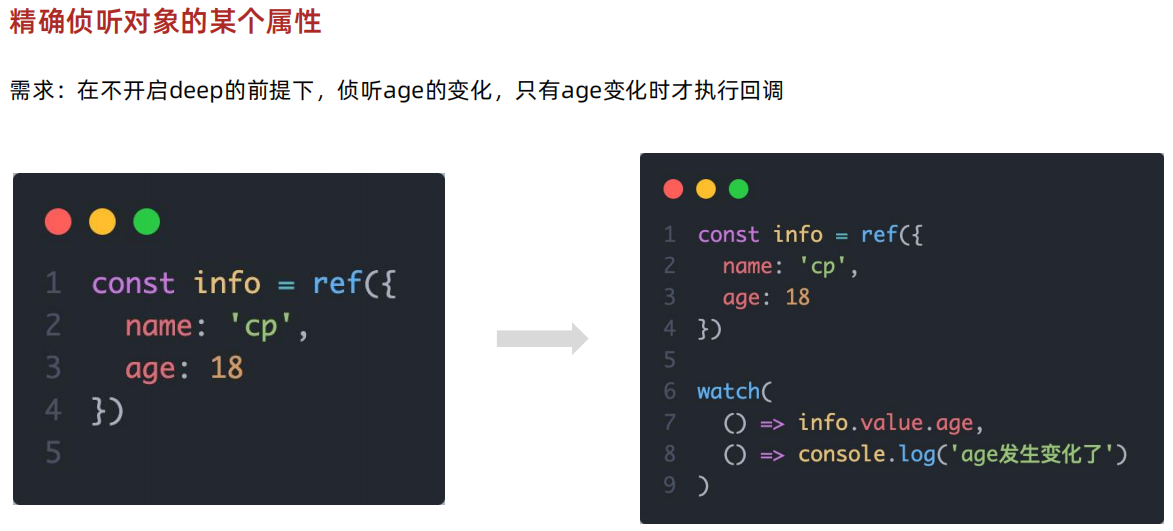 精确侦听对象的某个属性
需求：在不开启deep的前提下，侦听age的变化，只有age变化时才执行回调
1 const info = ref({
2   name: 'cp',
3   age: 18
4 })
5
1 const info = ref({
2   name: 'cp',
3   age: 18
4 })
5
6 watch(
7   () => info.value.age,
8   () => console.log('age发生变化了')
9 )